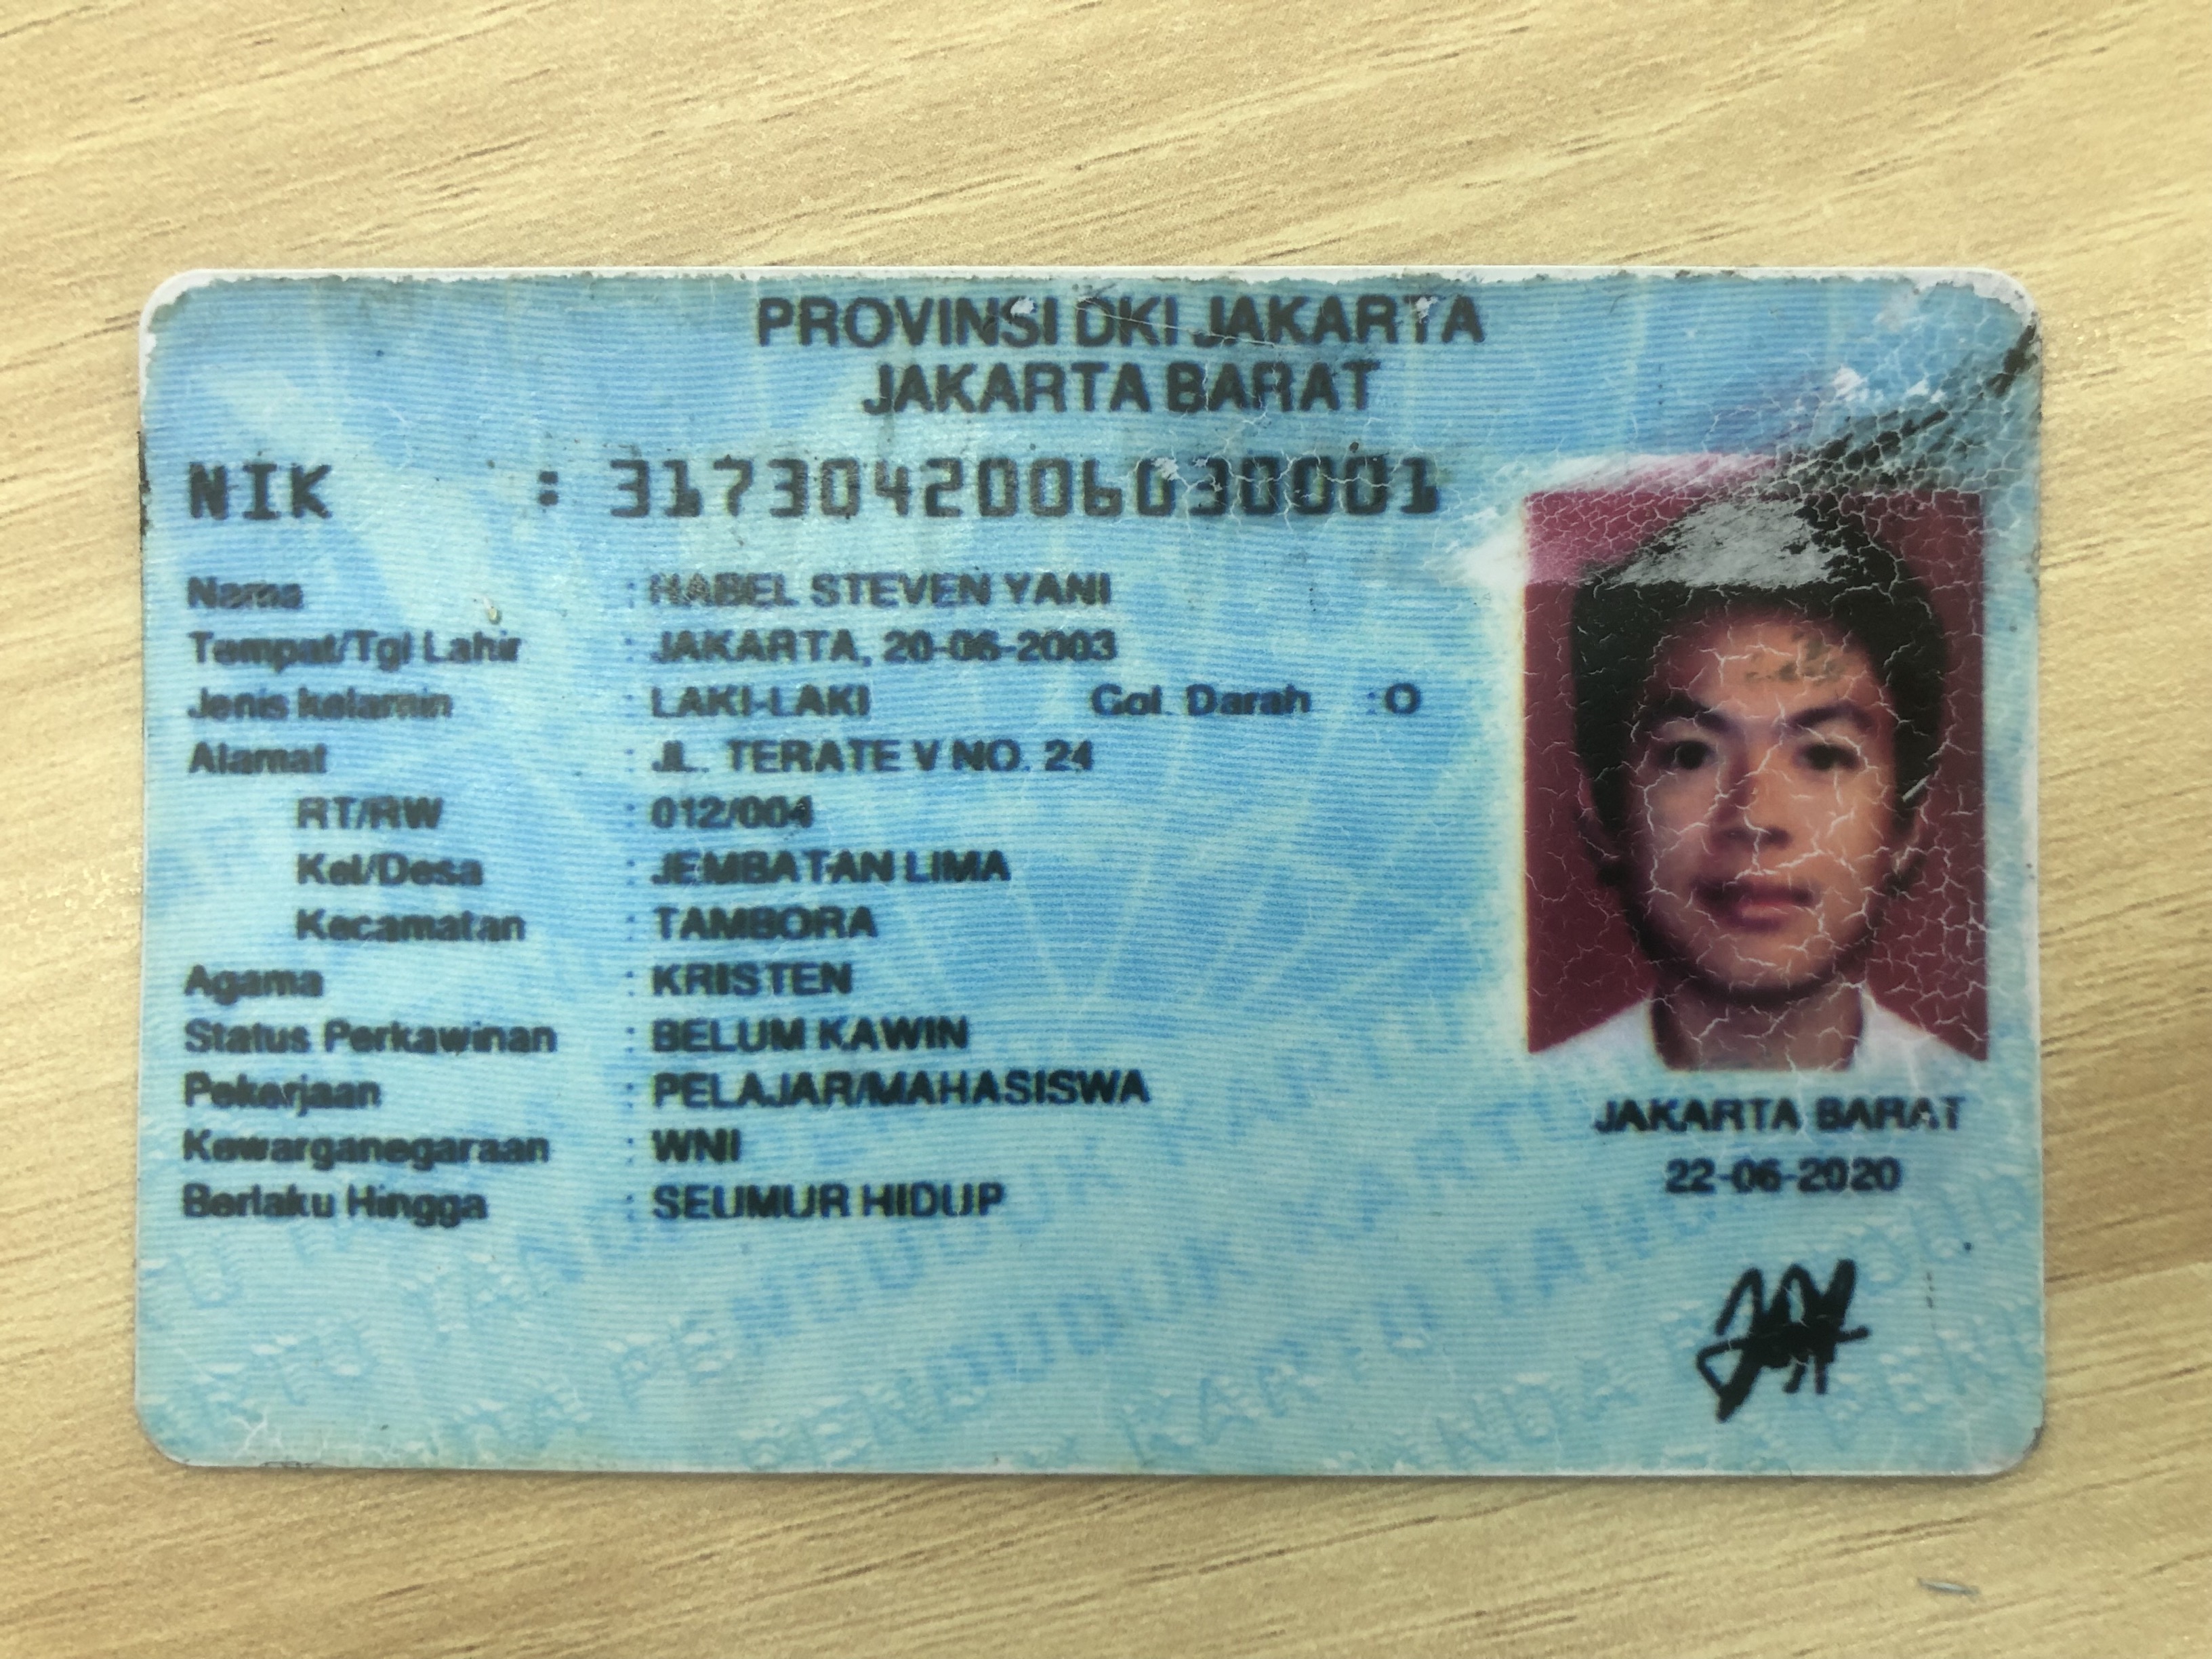 PROVINSI DKI JAKARTA
JAKARTA BARAT
NIK : 3173042006030001
Nama : HABEL STEVEN YANI
Tempat/Tgl Lahir : JAKARTA, 20-06-2003
Jenis kelamin : LAKI-LAKI Gol. Darah : O
Alamat : JL. TERATE V NO. 24
RT/RW : 012/004
Kel/Desa : JEMBATAN LIMA
Kecamatan : TAMBORA
Agama : KRISTEN
Status Perkawinan : BELUM KAWIN
Pekerjaan : PELAJAR/MAHASISWA
Kewarganegaraan : WNI
Berlaku Hingga : SEUMUR HIDUP
JAKARTA BARAT
22-06-2020